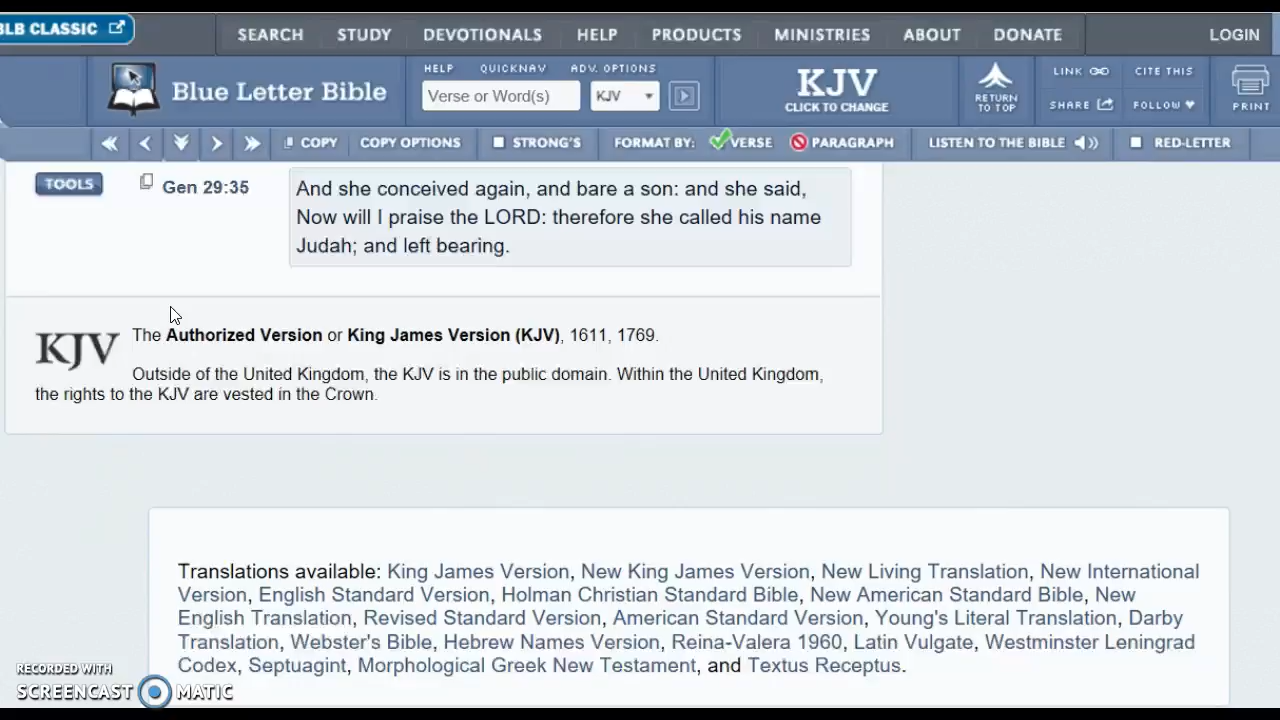 BLB CLASSIC
SEARCH STUDY DEVOTIONALS HELP PRODUCTS MINISTRIES ABOUT DONATE LOGIN
HELP QUICKNAV ADV. OPTIONS
Blue Letter Bible
Verse or Word(s) KJV
KJV
CLICK TO CHANGE
RETURN
TO TOP
LINK CITE THIS
SHARE FOLLOW
PRINT
COPY COPY OPTIONS STRONG'S FORMAT BY: VERSE PARAGRAPH LISTEN TO THE BIBLE RED-LETTER
TOOLS Gen 29:35
And she conceived again, and bare a son: and she said,
Now will I praise the LORD: therefore she called his name
Judah; and left bearing.
KJV
The Authorized Version or King James Version (KJV), 1611, 1769.
Outside of the United Kingdom, the KJV is in the public domain. Within the United Kingdom,
the rights to the KJV are vested in the Crown.
Translations available: King James Version, New King James Version, New Living Translation, New International
Version, English Standard Version, Holman Christian Standard Bible, New American Standard Bible, New
English Translation, Revised Standard Version, American Standard Version, Young's Literal Translation, Darby
Translation, Webster's Bible, Hebrew Names Version, Reina-Valera 1960, Latin Vulgate, Westminster Leningrad
Codex, Septuagint, Morphological Greek New Testament, and Textus Receptus.
RECORDED WITH
SCREENCAST MATIC